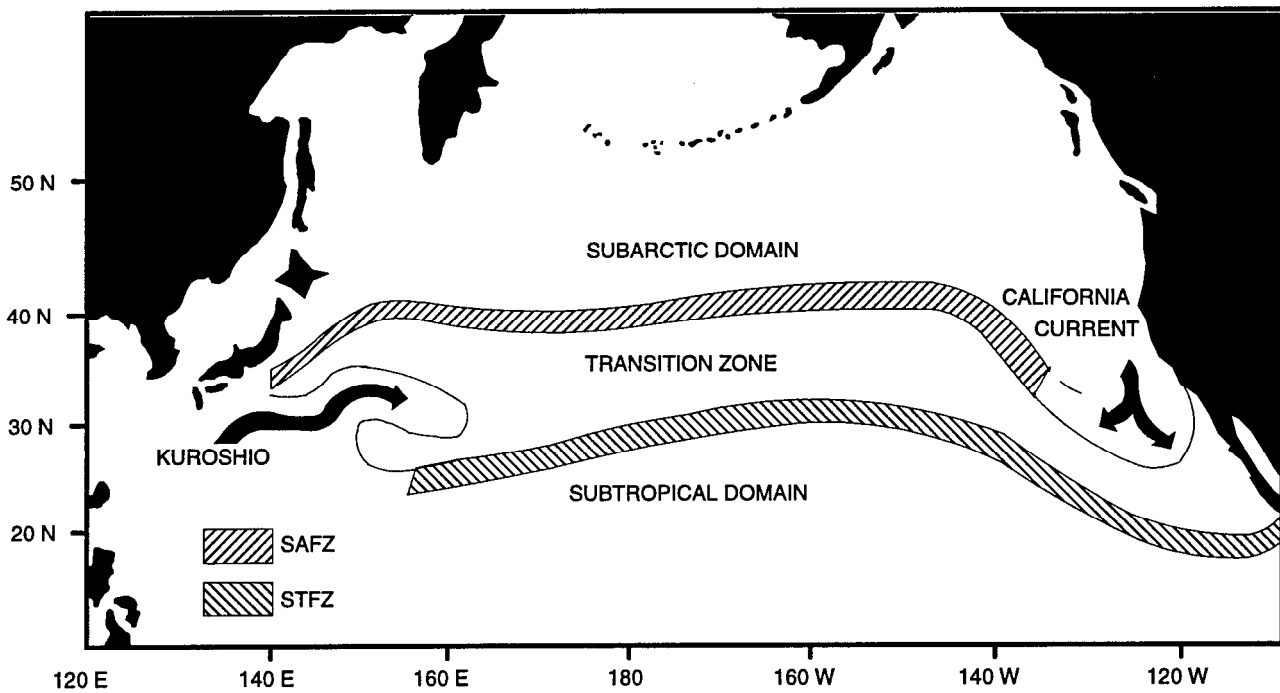 50 N
SUBARCTIC DOMAIN
CALIFORNIA
CURRENT
40 N
TRANSITION ZONE
30 N
KUROSHIO
SUBTROPICAL DOMAIN
20 N
SAFZ
STFZ
120 E
140 E
160 E
180
160 W
140 W
120 W